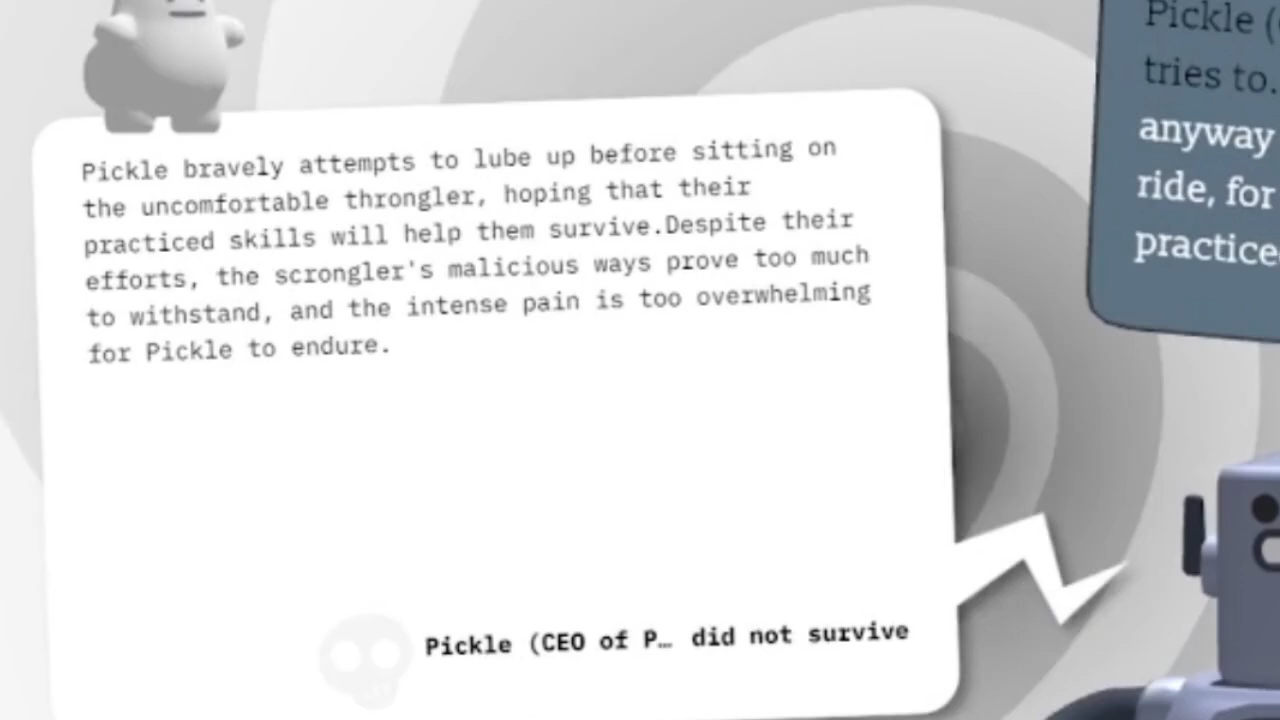 Pickle bravely attempts to lube up before sitting on
the uncomfortable throngler, hoping that their
practiced skills will help them survive.Despite their
efforts, the scrongler's malicious ways prove too much
to withstand, and the intense pain is too overwhelming
for Pickle to endure.
Pickle (CEO of P… did not survive
Pickle (
tries to.
anyway
ride, for
practice